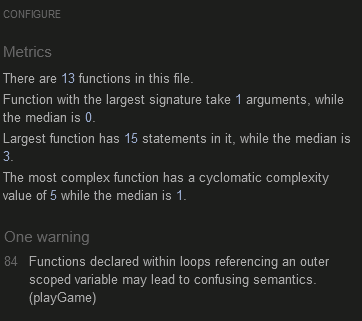 CONFIGURE
Metrics
There are 13 functions in this file.
Function with the largest signature take 1 arguments, while
the median is 0.
Largest function has 15 statements in it, while the median is
3.
The most complex function has a cyclomatic complexity
value of 5 while the median is 1.
One warning
84 Functions declared within loops referencing an outer
scoped variable may lead to confusing semantics.
(playGame)